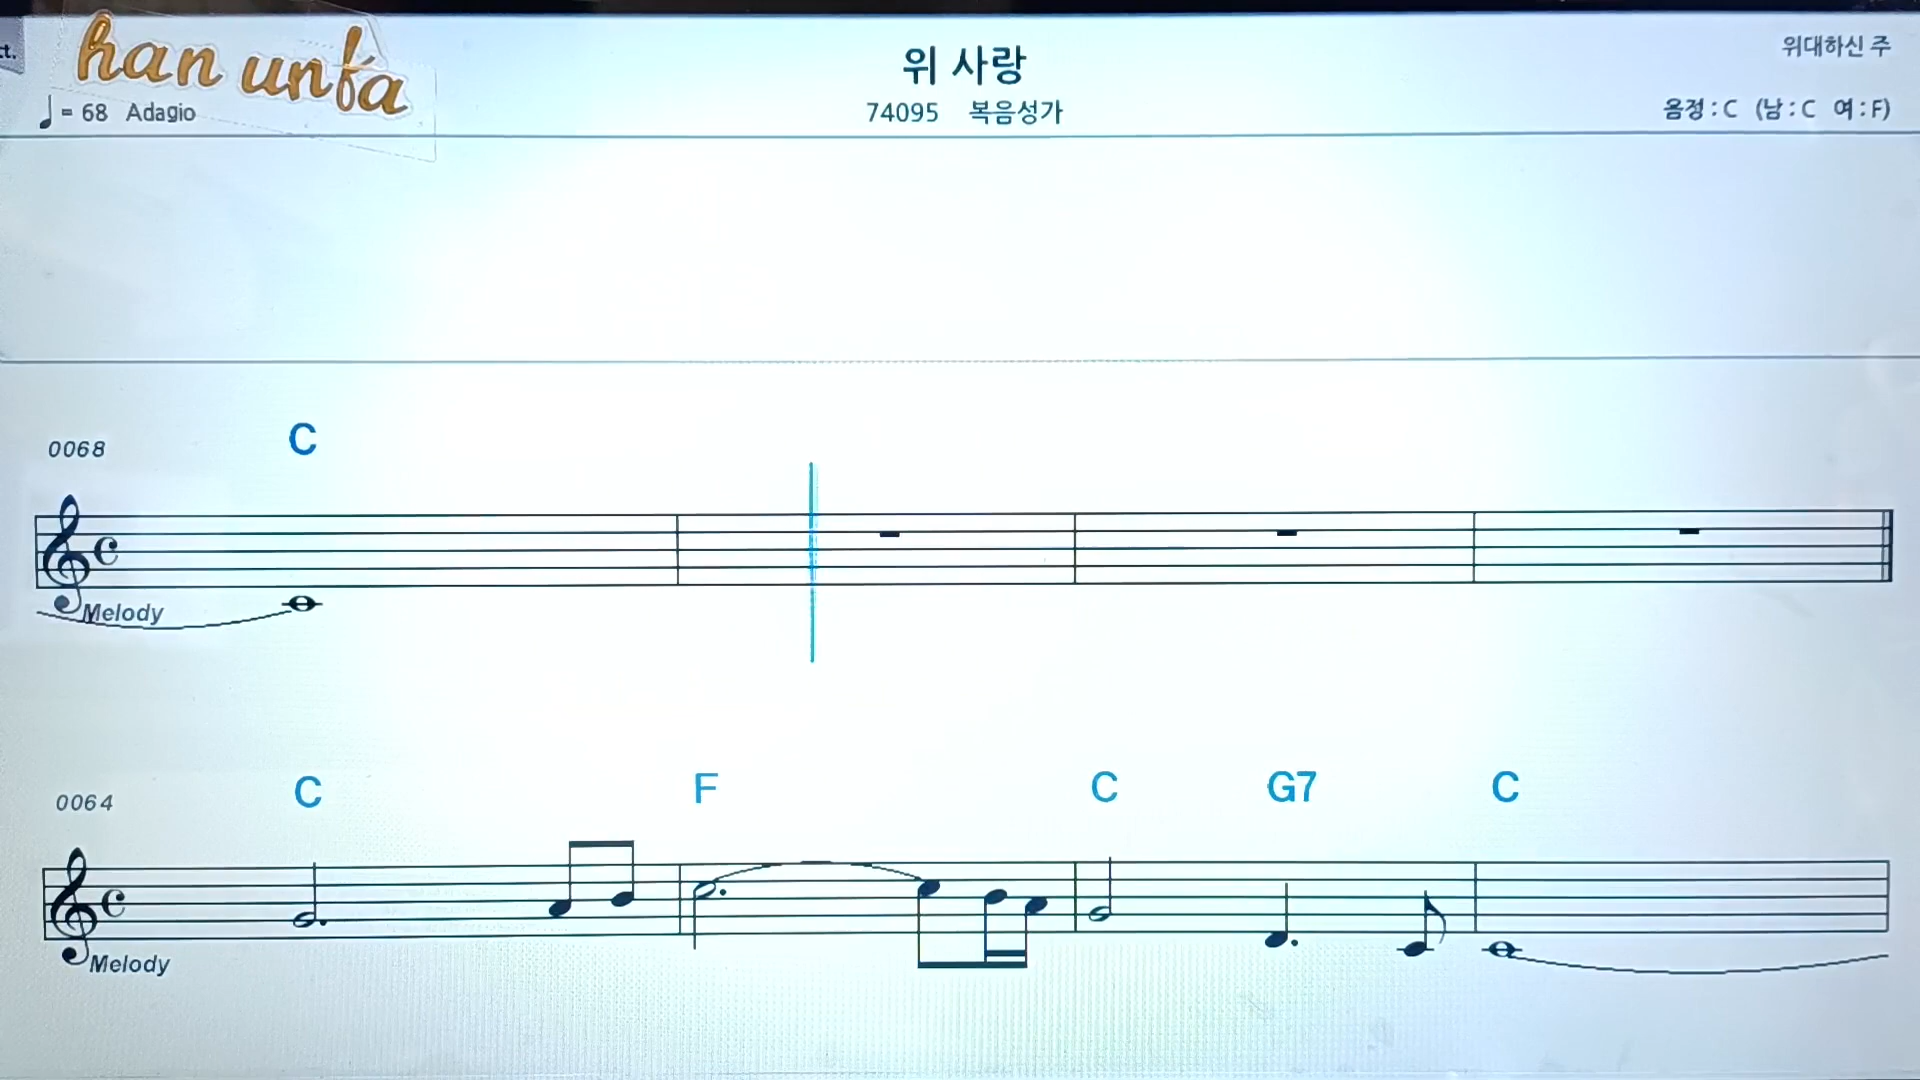 ct.
han unfa
위 사랑
위대하신 주
♩ = 68 Adagio
74095 복음성가
음정 : C (남 : C 여 : F)
0068 C
Melody
0064 C F C G7 C
Melody